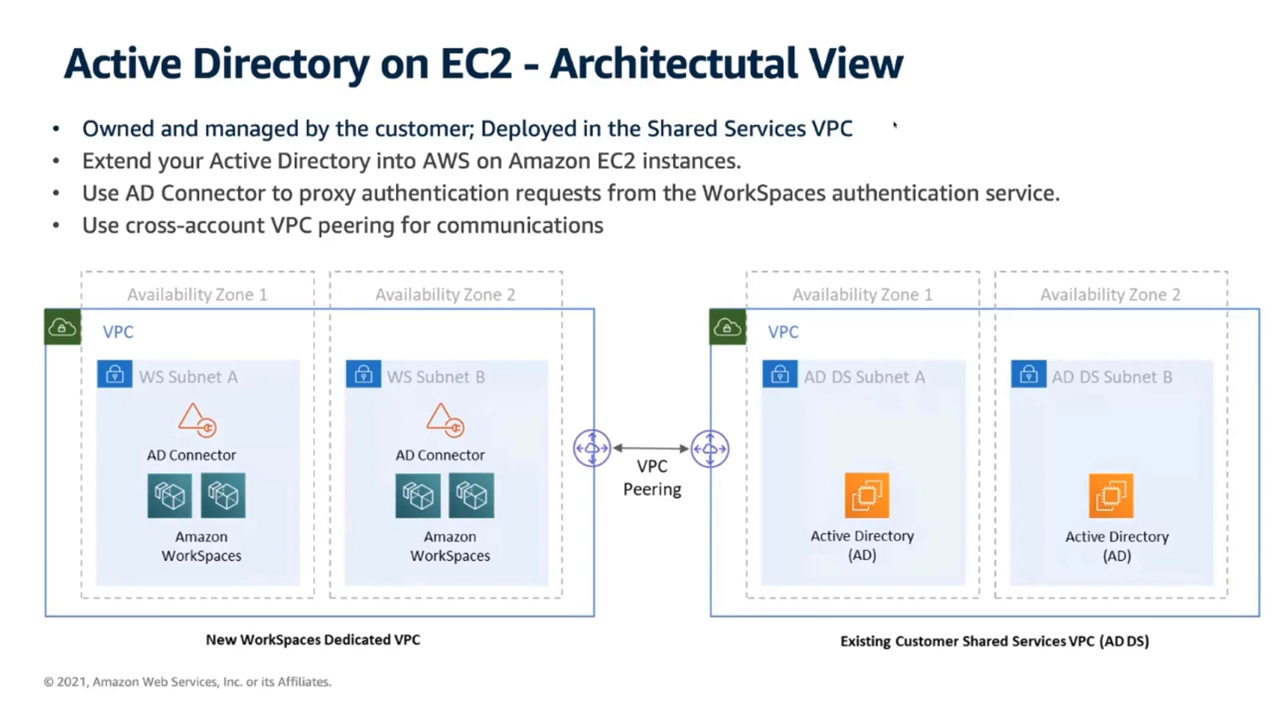 Active Directory on EC2 - Architectutal View
• Owned and managed by the customer; Deployed in the Shared Services VPC
• Extend your Active Directory into AWS on Amazon EC2 instances.
• Use AD Connector to proxy authentication requests from the WorkSpaces authentication service.
• Use cross-account VPC peering for communications
Availability Zone 1
Availability Zone 2
VPC
WS Subnet A
WS Subnet B
AD Connector
AD Connector
Amazon
WorkSpaces
Amazon
WorkSpaces
New WorkSpaces Dedicated VPC
VPC
Peering
Availability Zone 1
Availability Zone 2
VPC
AD DS Subnet A
AD DS Subnet B
Active Directory
(AD)
Active Directory
(AD)
Existing Customer Shared Services VPC (AD DS)
© 2021, Amazon Web Services, Inc. or its Affiliates.